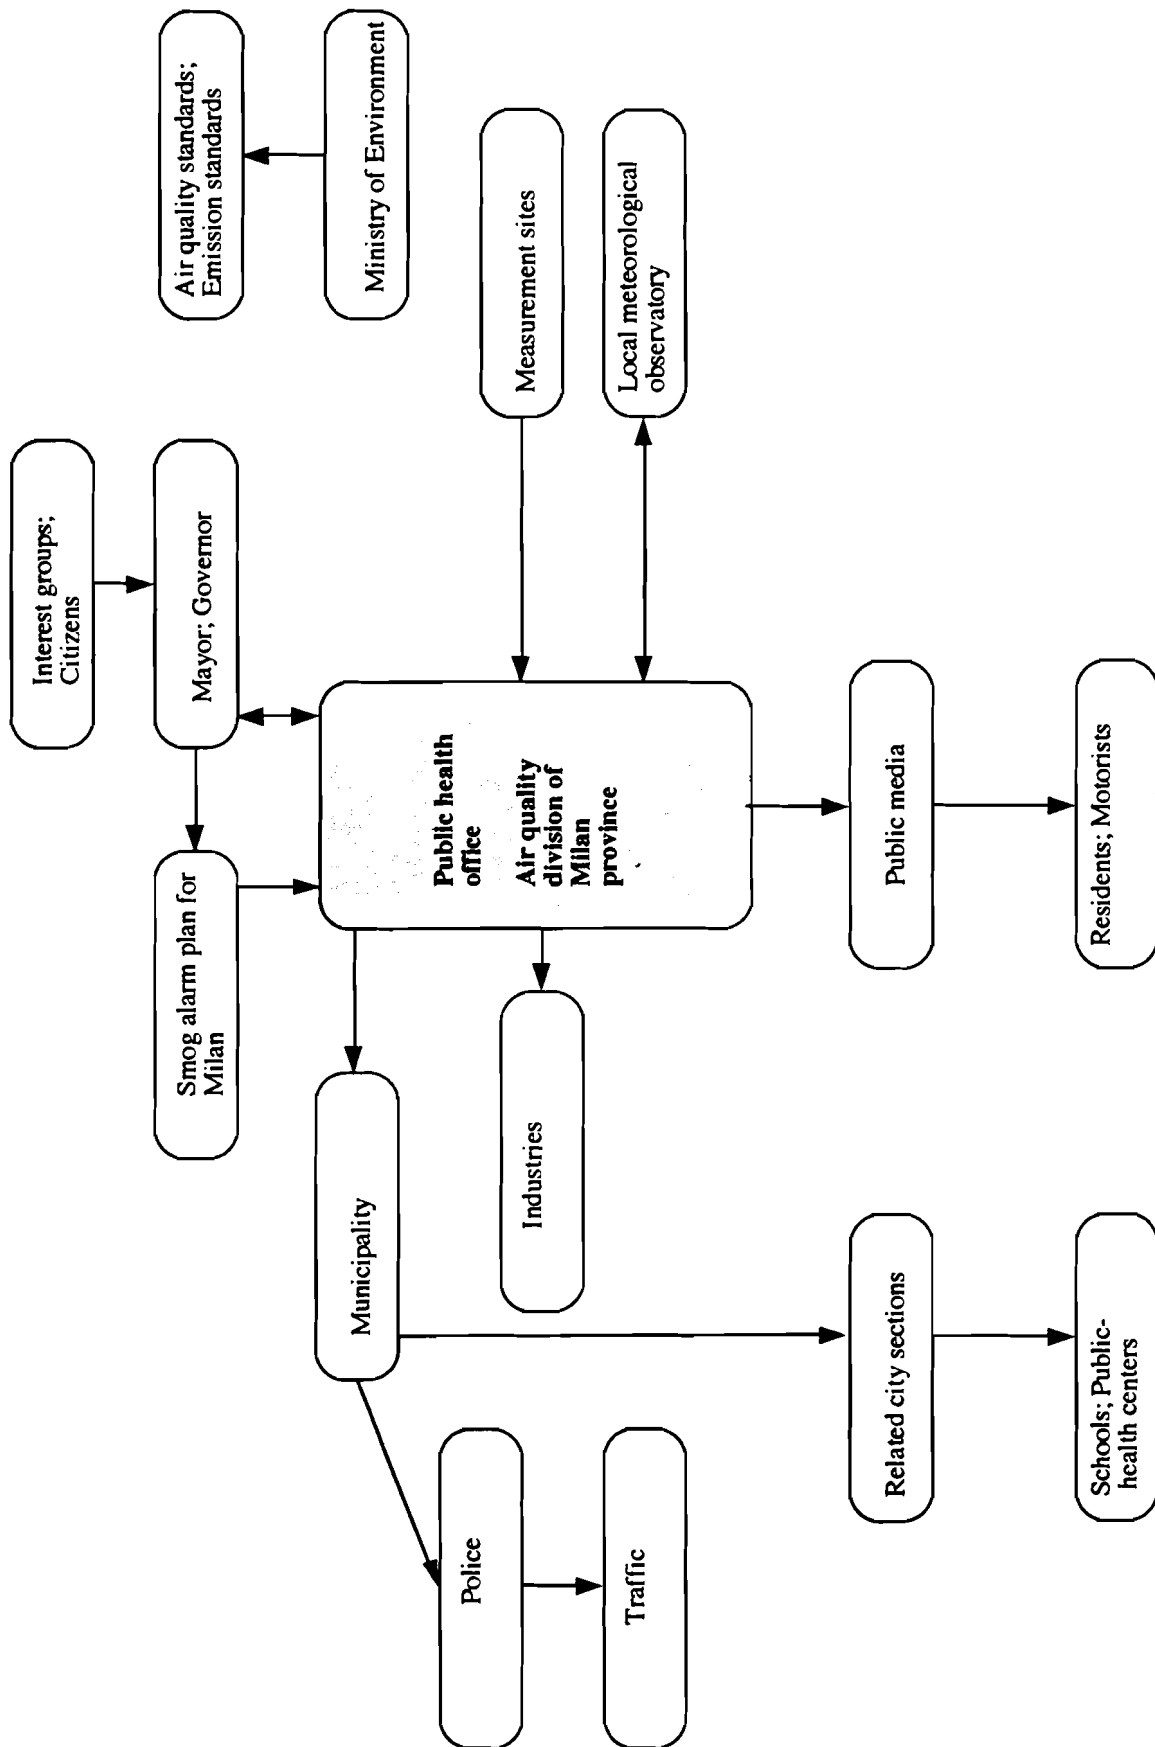 Interest groups;
Citizens
Mayor; Governor
Smog alarm plan for
Milan
Air quality standards;
Emission standards
Ministry of Environment
Public health
office
Air quality
division of
Milan
province
Measurement sites
Local meteorological
observatory
Municipality
Industries
Police
Traffic
Public media
Residents; Motorists
Related city sections
Schools; Public-
health centers